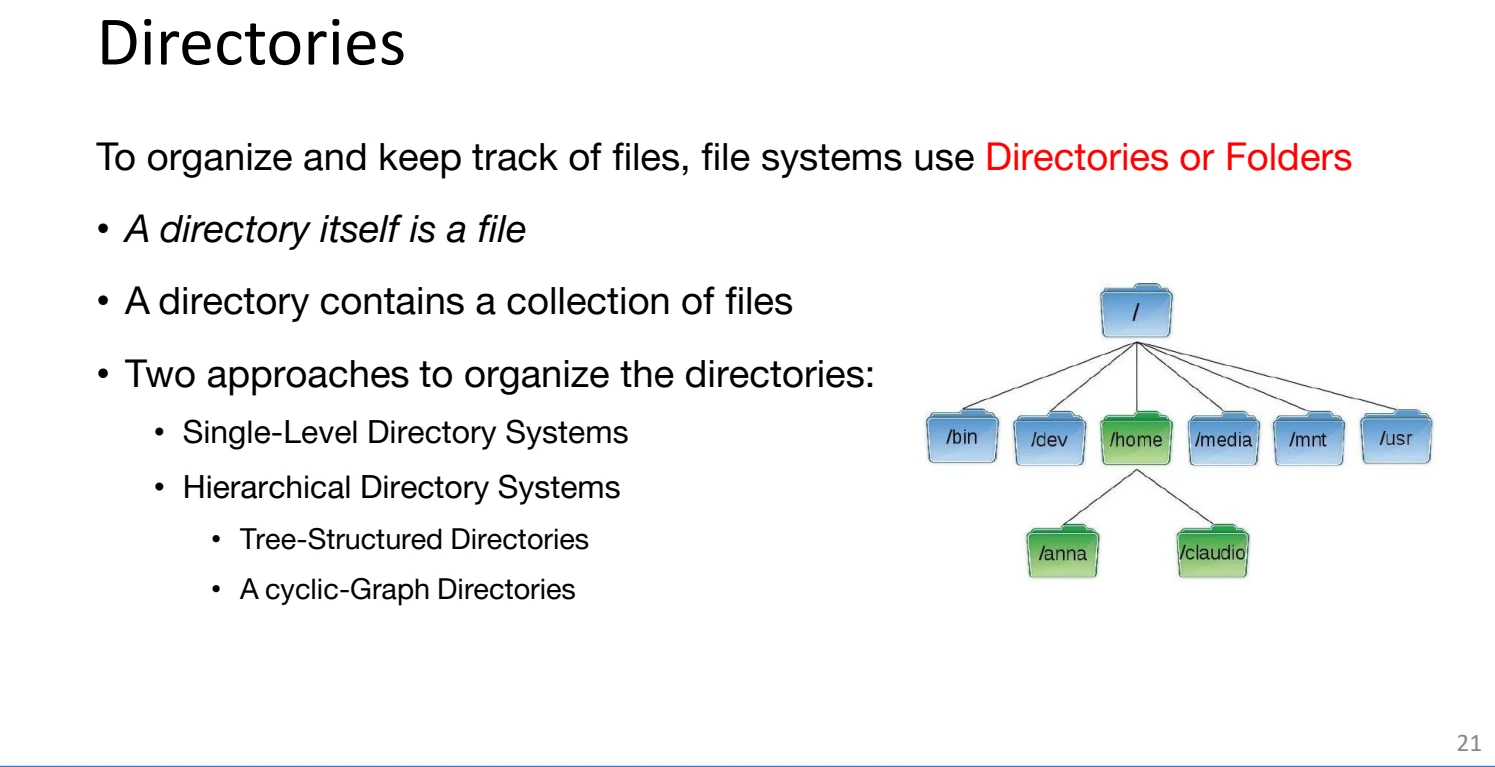 Directories
To organize and keep track of files, file systems use Directories or Folders
• A directory itself is a file
• A directory contains a collection of files
• Two approaches to organize the directories:
• Single-Level Directory Systems
• Hierarchical Directory Systems
• Tree-Structured Directories
• A cyclic-Graph Directories
/
/bin /dev /home /media /mnt /usr
/anna /claudio
21